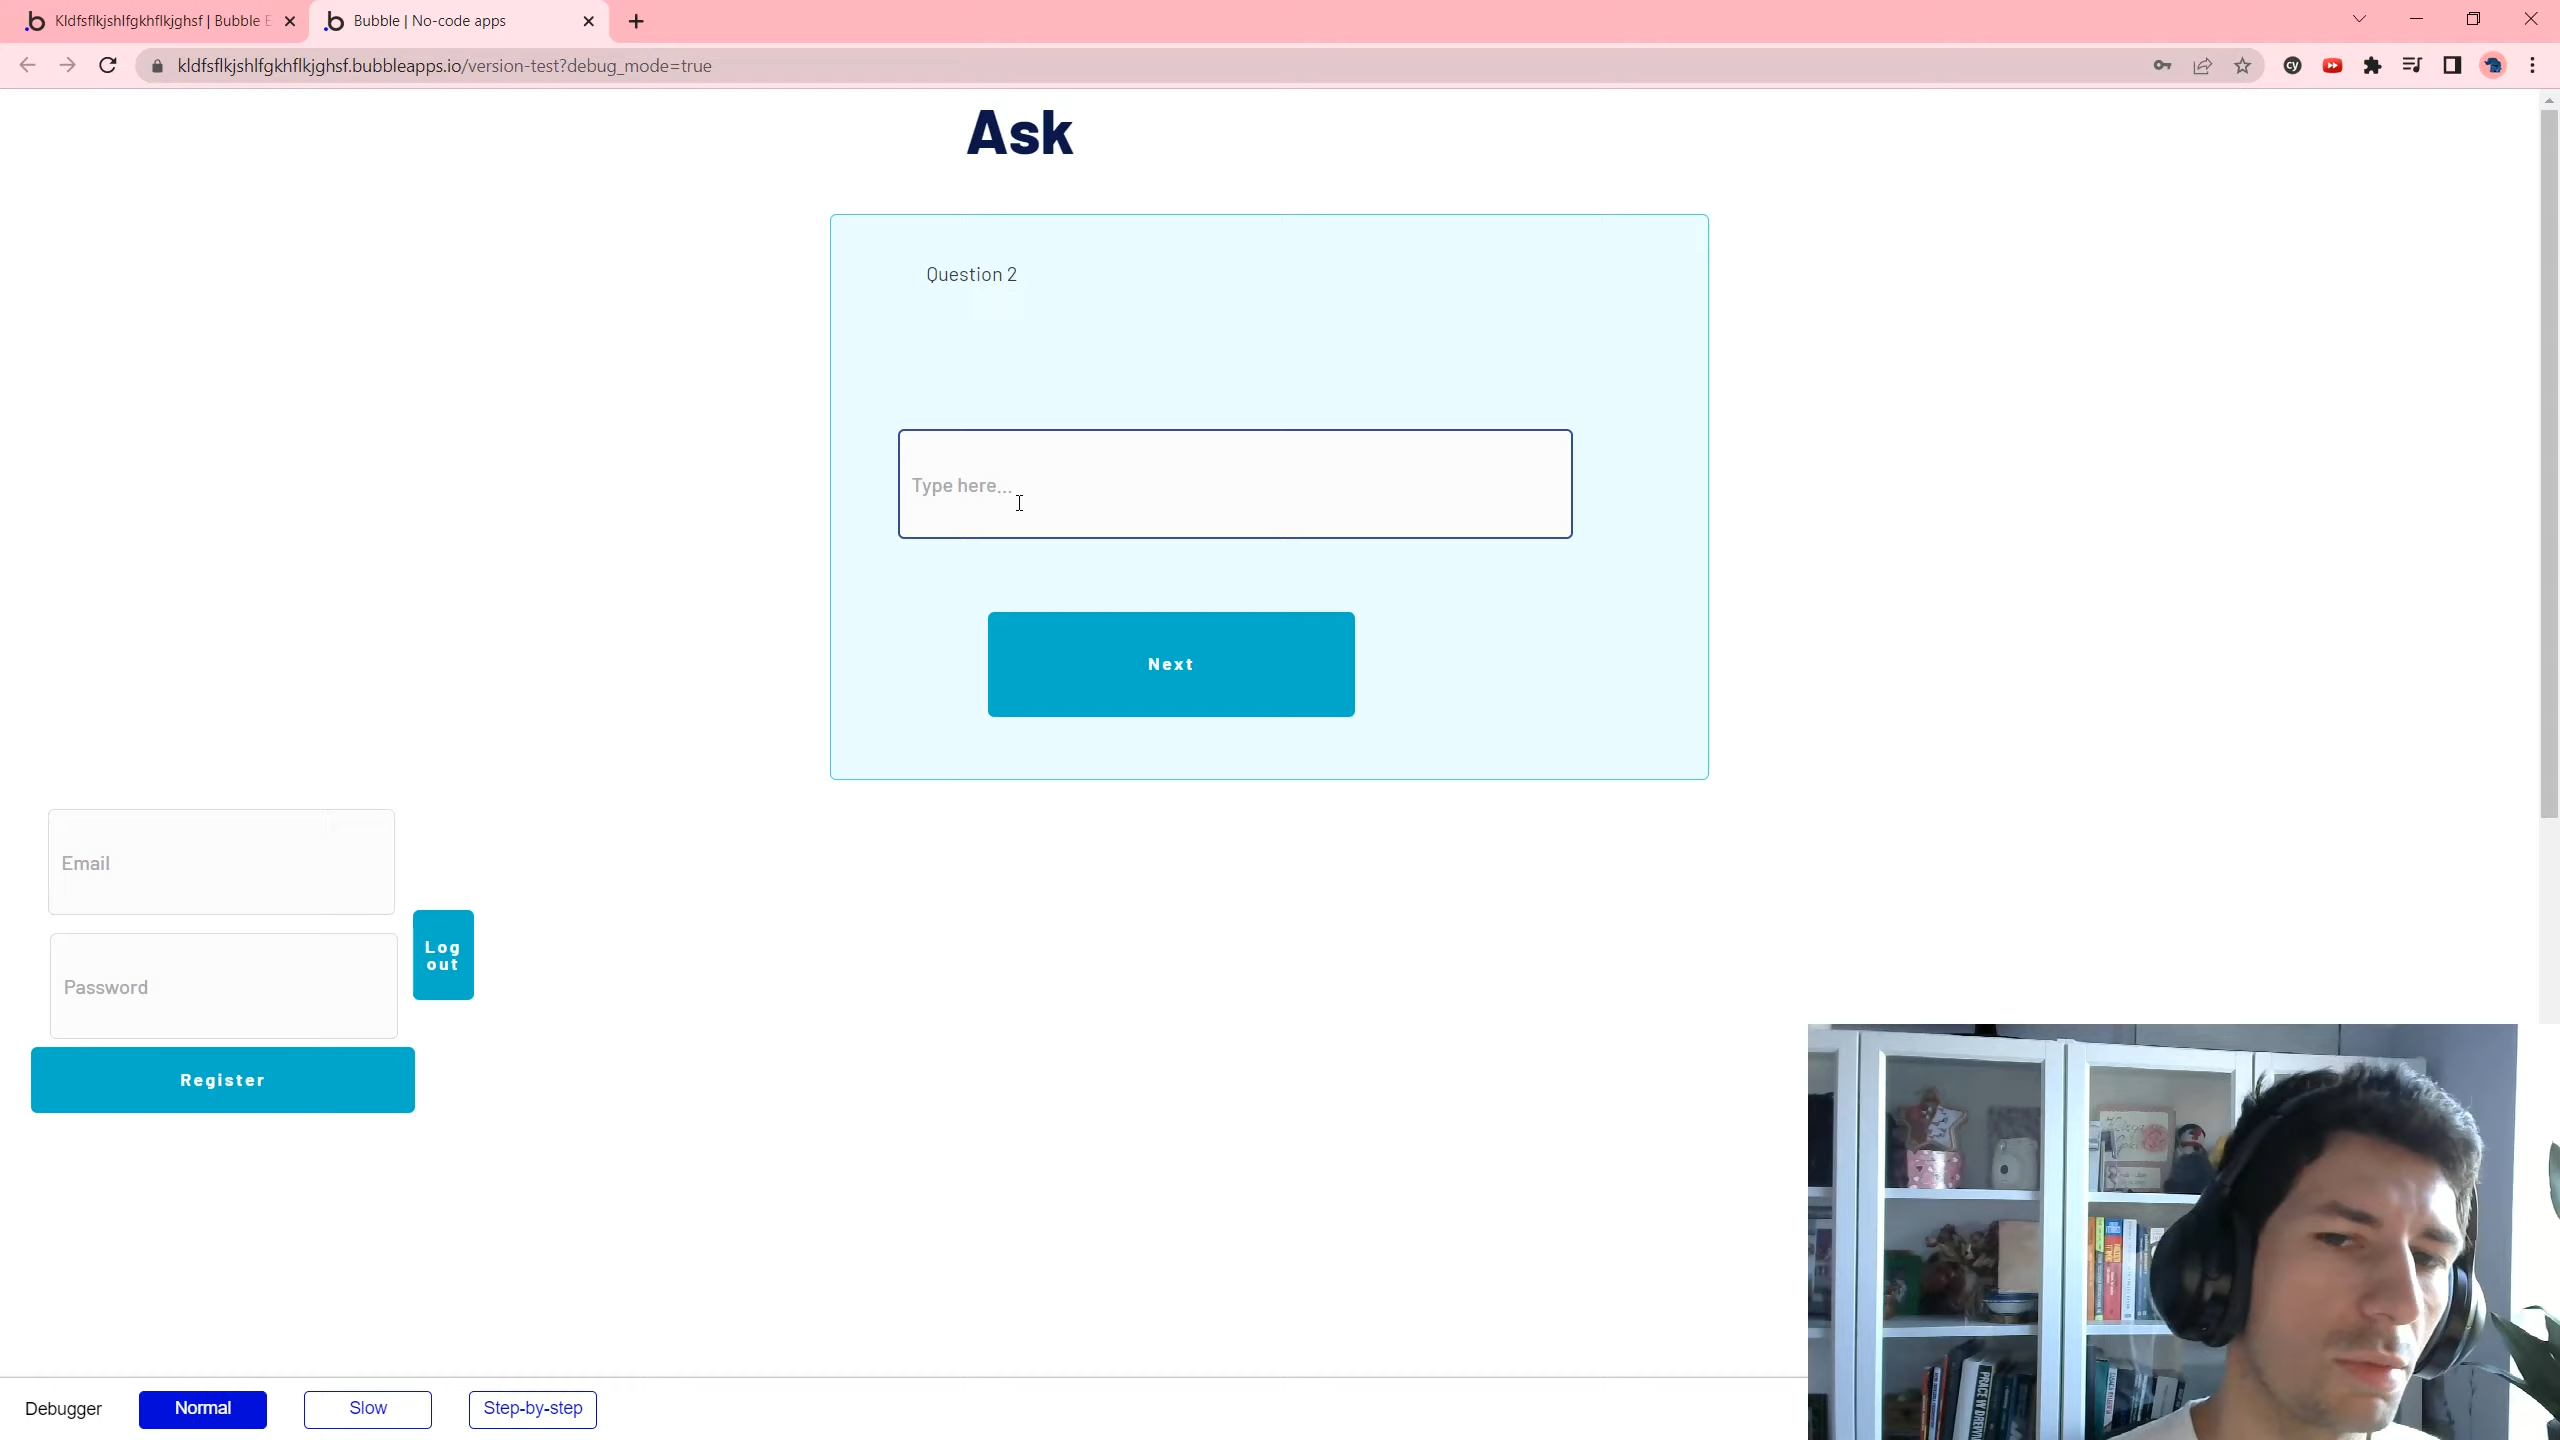 Kldfsflkjshlfgkhflkjghsf | Bubble E
Bubble | No-code apps
kldfsflkjshlfgkhflkjghsf.bubbleapps.io/version-test?debug_mode=true
Ask
Question 2
Type here...
Next
Email
Log
out
Password
Register
Debugger
Normal
Slow
Step-by-step